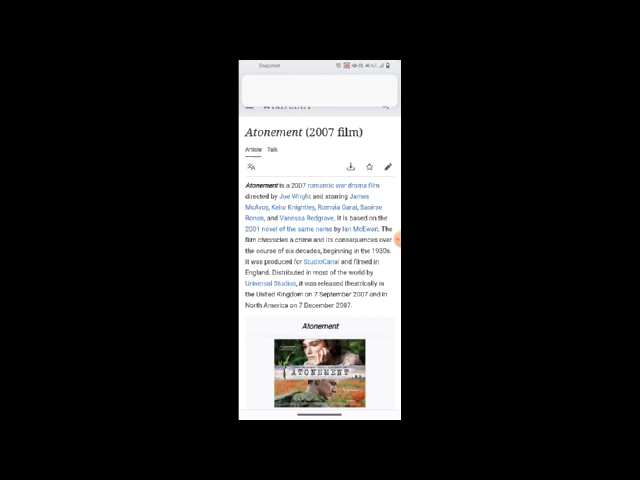 Atonement (2007 film)
Article Talk
Atonement is a 2007 romantic war drama film
directed by Joe Wright and starring James
McAvoy, Keira Knightley, Romola Garai, Saoirse
Ronan, and Vanessa Redgrave. It is based on the
2001 novel of the same name by Ian McEwan. The
film chronicles a crime and its consequences over
the course of six decades, beginning in the 1930s.
It was produced for StudioCanal and filmed in
England. Distributed in most of the world by
Universal Studios, it was released theatrically in
the United Kingdom on 7 September 2007 and in
North America on 7 December 2007.
Atonement
ATONEMENT